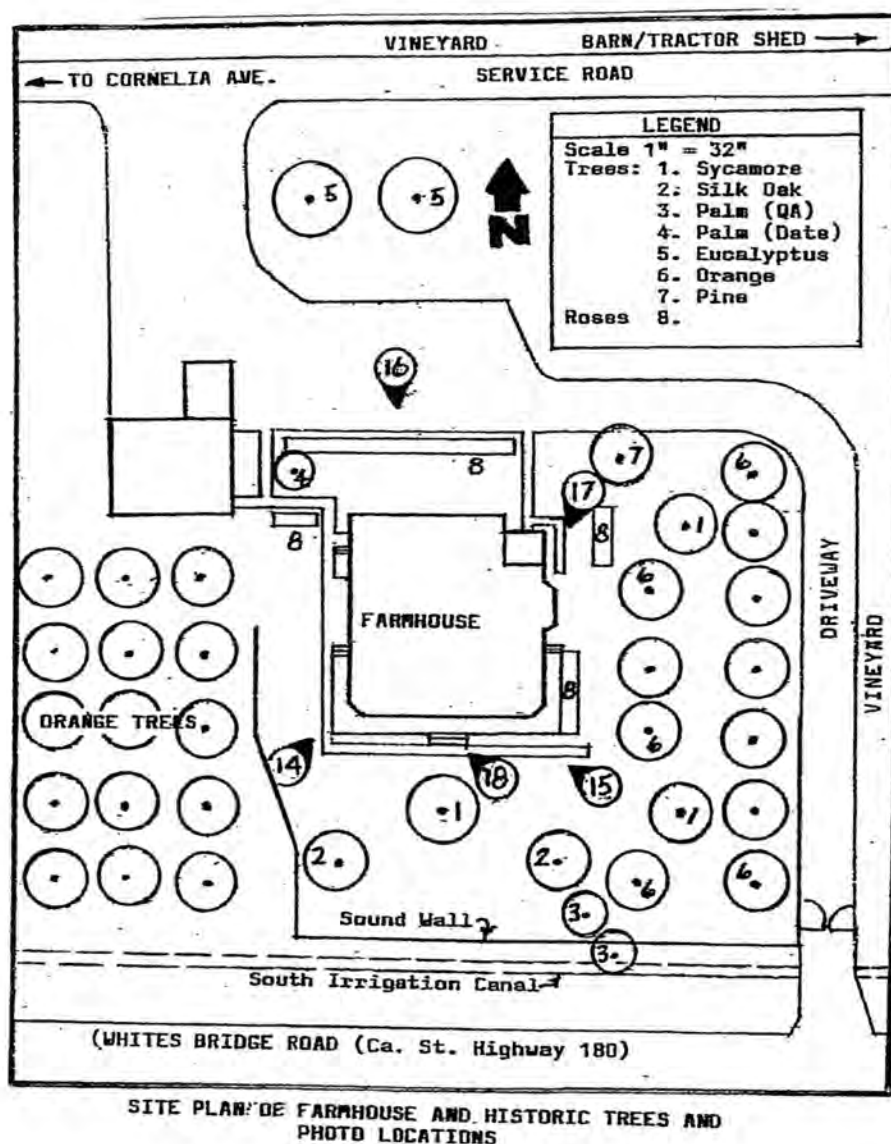 VINEYARD
BARN/TRACTOR SHED
TO CORNELIA AVE.
SERVICE ROAD
LEGEND
Scale 1" = 32"
Trees: 1. Sycamore
2. Silk Oak
3. Palm (QA)
4. Palm (Date)
5. Eucalyptus
6. Orange
7. Pine
Roses 8.
5
5
N
16
4
8
7
17
6
8
8
1
6
FARMHOUSE
DRIVEWAY
VINEYARD
8
ORANGE TREES
6
14
18
15
1
1
2
2
6
6
3
Sound Wall
3
South Irrigation Canal
(WHITES BRIDGE ROAD (Ca. St. Highway 180)
SITE PLAN OF FARMHOUSE AND HISTORIC TREES AND
PHOTO LOCATIONS